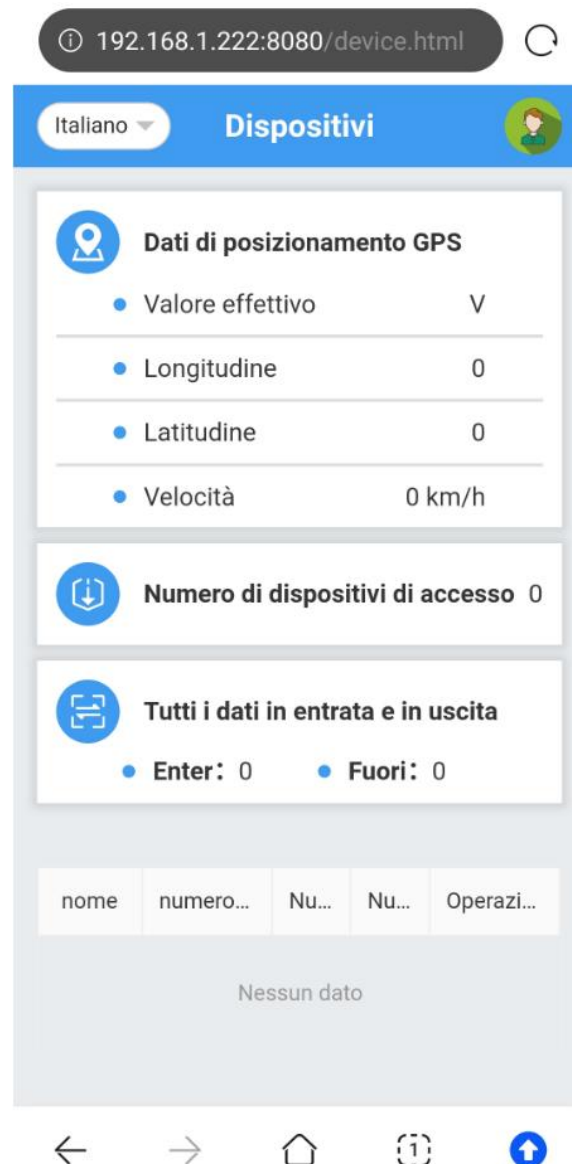 192.168.1.222:8080/device.html
Italiano Dispositivi
Dati di posizionamento GPS
Valore effettivo V
Longitudine 0
Latitudine 0
Velocità 0 km/h
Numero di dispositivi di accesso 0
Tutti i dati in entrata e in uscita
Enter: 0 Fuori: 0
nome numero... Nu... Nu... Operazi...
Nessun dato
1